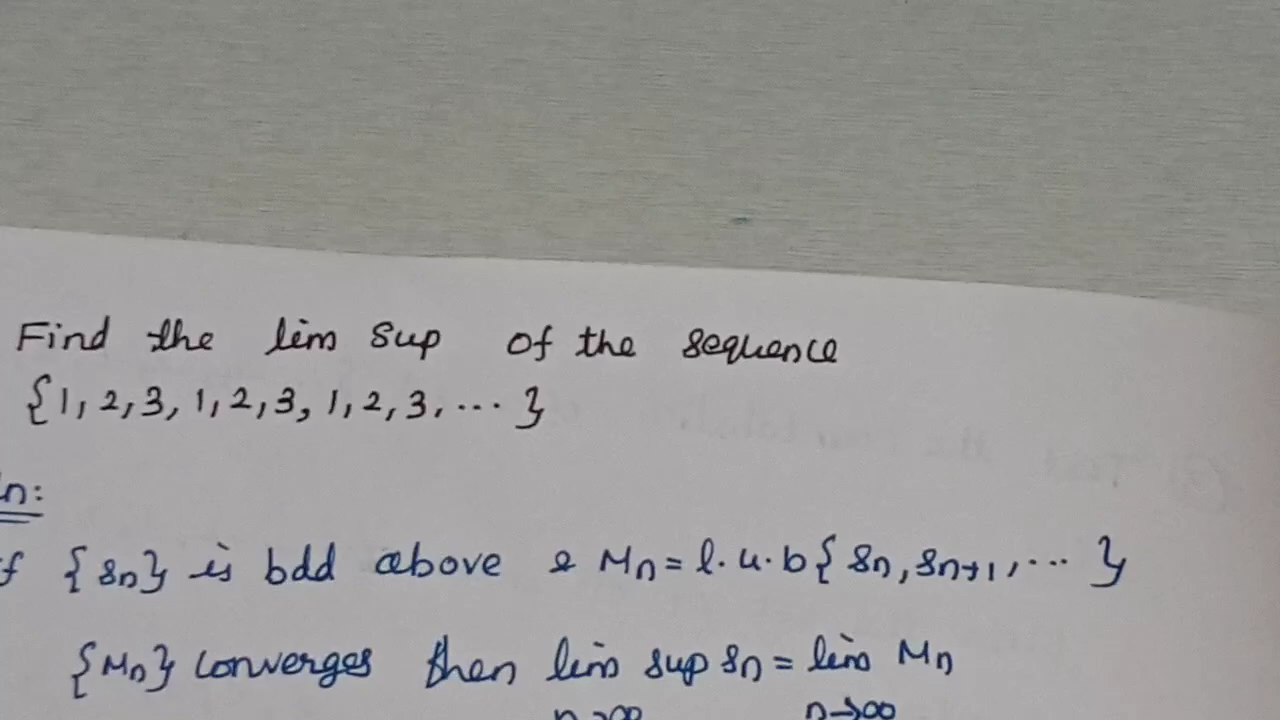 Find the lim sup of the sequence
{1, 2, 3, 1, 2, 3, 1, 2, 3, ... }
n:
f {sn} is bdd above & Mn = l.u.b{ sn, sn+1, ... }
{Mn} converges then lim sup sn = lim Mn
n→∞ n→∞